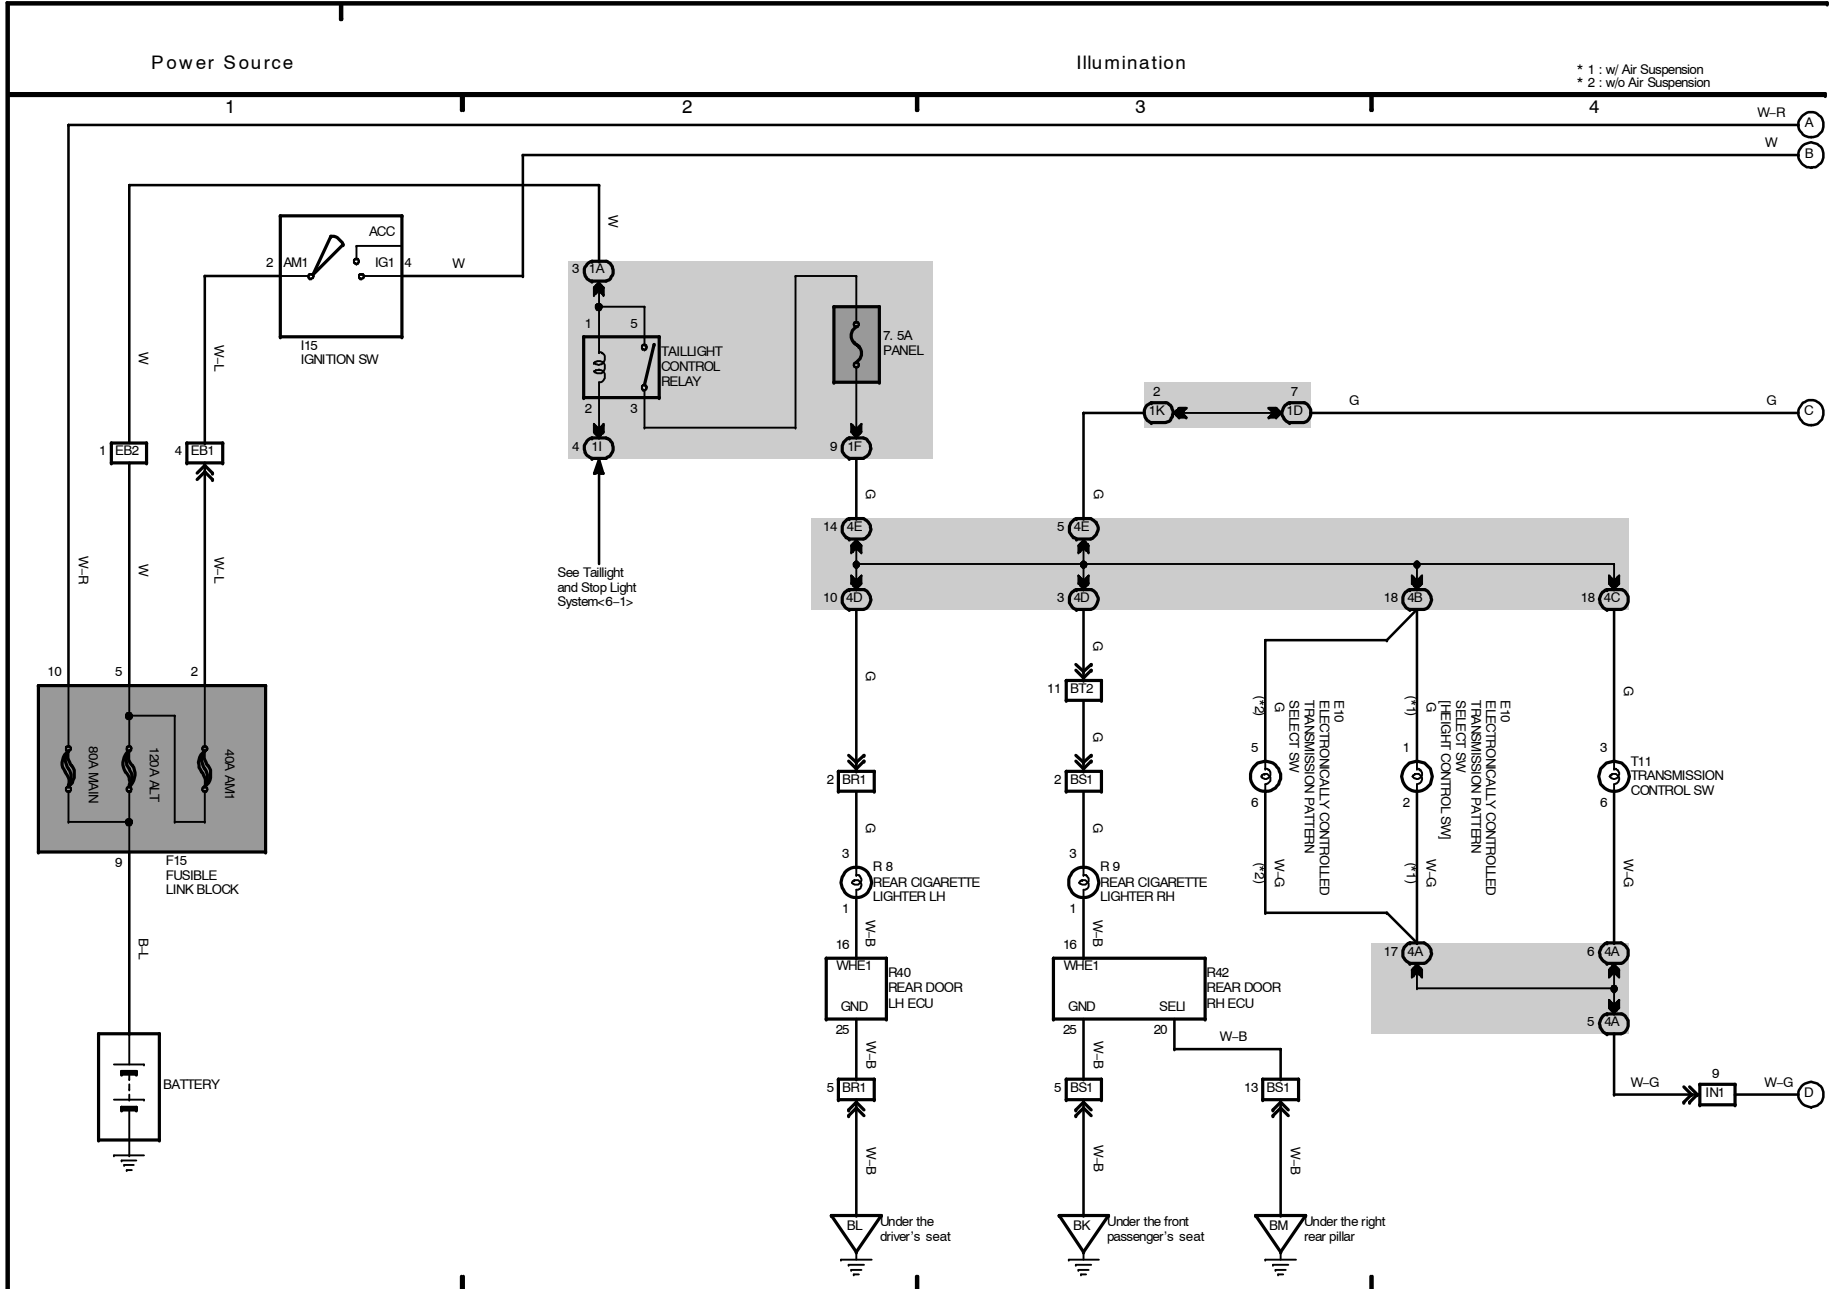 Power Source
Illumination
* 1 : w/ Air Suspension
* 2 : w/o Air Suspension
1
2
3
4
W–R
A
W
B
ACC
2
AM1
IG1
4
W
I15
IGNITION SW
W
W–L
1
EB2
4
EB1
W–R
W
W–L
10
5
2
80A MAIN
120A ALT
40A AM1
9
F15
FUSIBLE
LINK BLOCK
B–L
BATTERY
W
3
1A
1
5
TAILLIGHT
CONTROL
RELAY
2
3
4
1I
7. 5A
PANEL
9
1F
See Taillight
and Stop Light
System<6–1>
G
G
2
1K
7
1D
G
G
C
14
4E
5
4E
10
4D
3
4D
18
4B
18
4C
G
G
11
BT2
G
2
BR1
2
BS1
G
G
3
R 8
REAR CIGARETTE
LIGHTER LH
1
W–B
3
R 9
REAR CIGARETTE
LIGHTER RH
1
W–B
16
WHE1
GND
R40
REAR DOOR
LH ECU
25
W–B
5
BR1
W–B
BL
Under the
driver's seat
16
WHE1
GND
SELI
R42
REAR DOOR
RH ECU
25
20
W–B
W–B
5
BS1
13
BS1
W–B
W–B
BK
Under the front
passenger's seat
BM
Under the right
rear pillar
(*2)
G
E10
ELECTRONICALLY CONTROLLED
TRANSMISSION PATTERN
SELECT SW
5
6
(*2)
W–G
(*1)
G
E10
ELECTRONICALLY CONTROLLED
TRANSMISSION PATTERN
SELECT SW
[HEIGHT CONTROL SW]
1
2
(*1)
W–G
G
3
T11
TRANSMISSION
CONTROL SW
6
W–G
17
4A
6
4A
5
4A
W–G
9
IN1
W–G
D